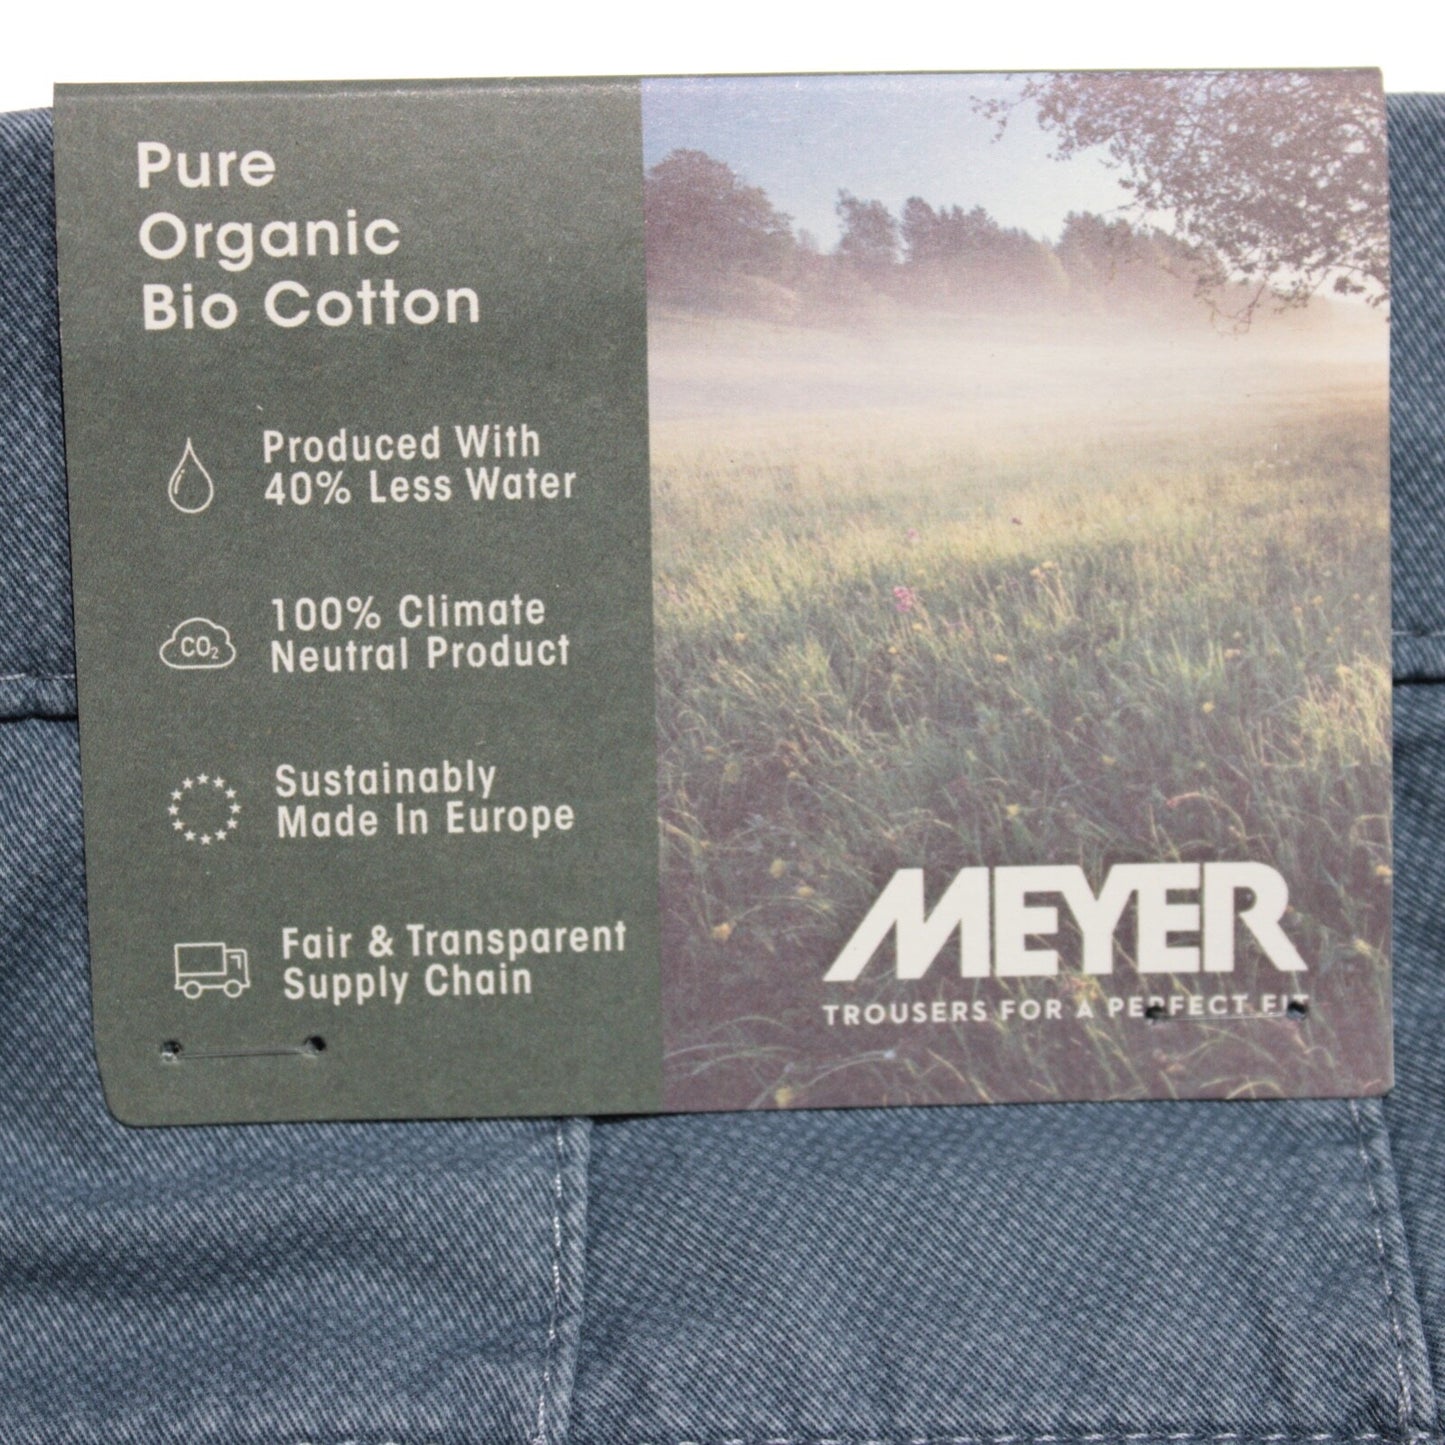 Pure
Organic
Bio Cotton
Produced With
40% Less Water
CO₂
100% Climate
Neutral Product
Sustainably
Made In Europe
Fair & Transparent
Supply Chain
MEYER
TROUSERS FOR A PERFECT FIT